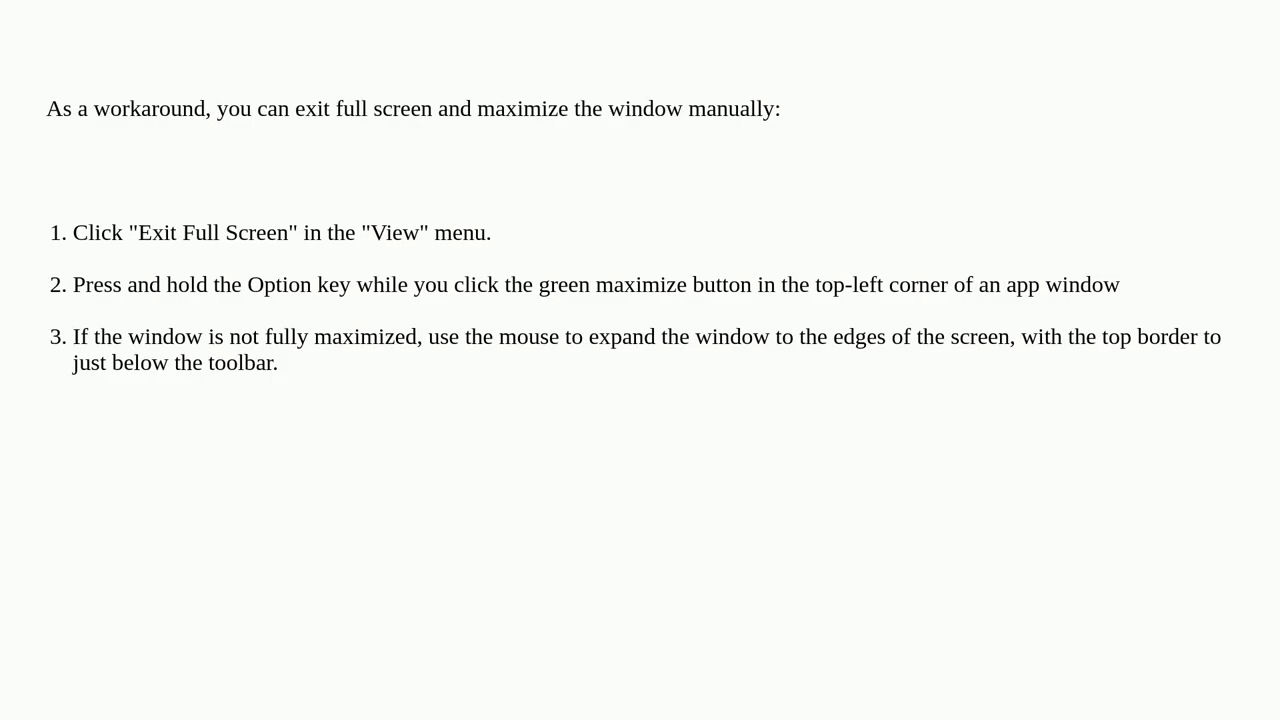 As a workaround, you can exit full screen and maximize the window manually:
1. Click "Exit Full Screen" in the "View" menu.
2. Press and hold the Option key while you click the green maximize button in the top-left corner of an app window
3. If the window is not fully maximized, use the mouse to expand the window to the edges of the screen, with the top border to
just below the toolbar.